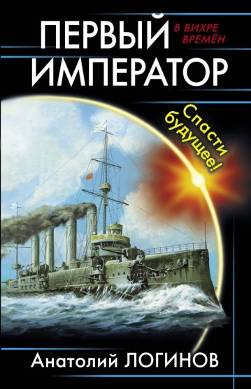 В ВИХРЕ
ВРЕМЁН
ПЕРВЫЙ
ИМПЕРАТОР
Спасти
будущее!
Анатолий ЛОГИНОВ